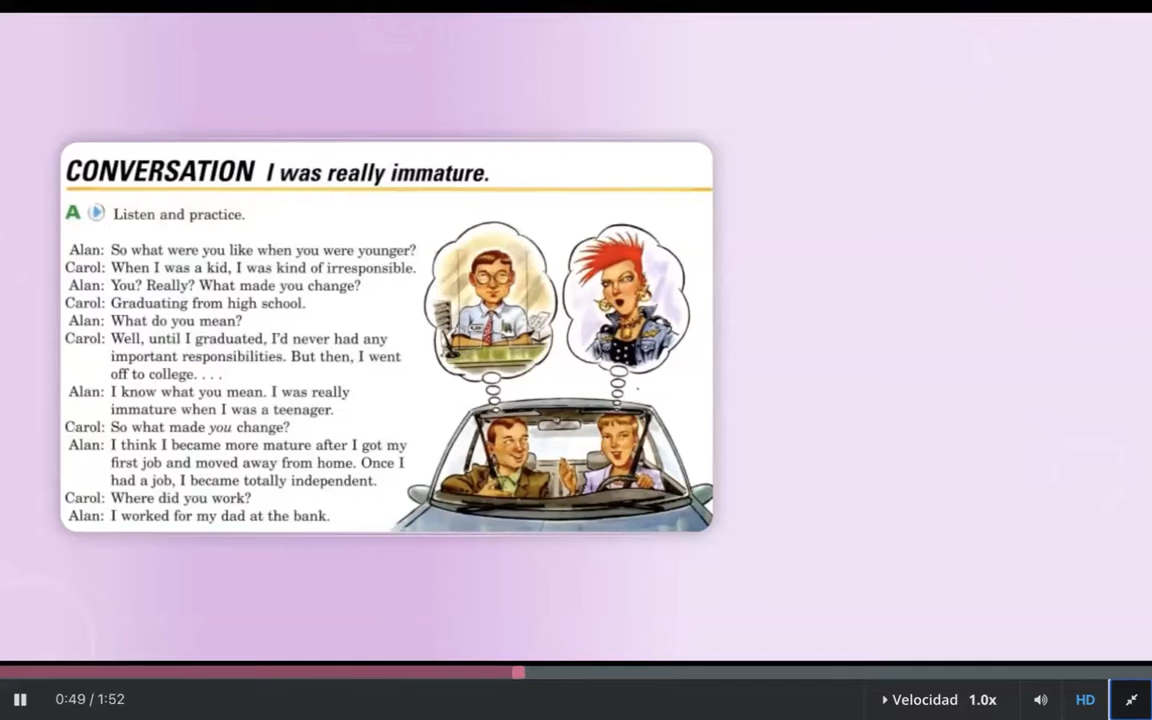 CONVERSATION I was really immature.
A Listen and practice.
Alan: So what were you like when you were younger?
Carol: When I was a kid, I was kind of irresponsible.
Alan: You? Really? What made you change?
Carol: Graduating from high school.
Alan: What do you mean?
Carol: Well, until I graduated, I'd never had any
important responsibilities. But then, I went
off to college. . . .
Alan: I know what you mean. I was really
immature when I was a teenager.
Carol: So what made you change?
Alan: I think I became more mature after I got my
first job and moved away from home. Once I
had a job, I became totally independent.
Carol: Where did you work?
Alan: I worked for my dad at the bank.
0:49 / 1:52
Velocidad 1.0x
HD